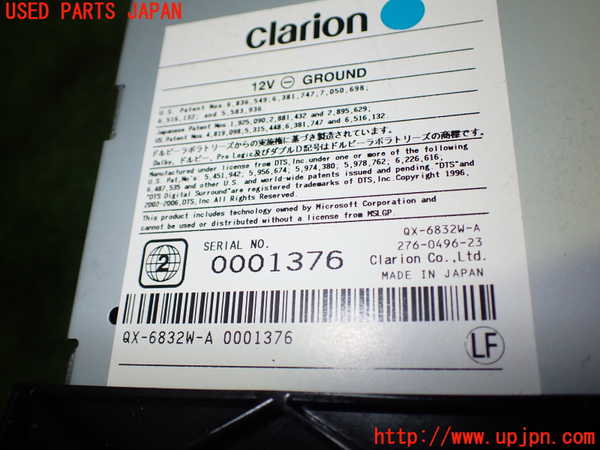 USED PARTS JAPAN
clarion
12V ⊖ GROUND
U.S. Patent Nos. 6,836,549;6,381,747;7,050,698;
6,516,132; and 5,583,936
Japanese Patent Nos. 1,925,090,2,881,432 and 2,895,629;
US Patent Nos. 4,819,098,5,315,448,6,381,747 and 6,516,132.
ドルビーラボラトリーズからの実施権に基づき製造されています。
Dolby、ドルビー、Pro Logic及びダブルD記号はドルビーラボラトリーズの商標です。
Manufactured under license from DTS,Inc.under one or more of the following
U.S. Pat.No's 5,451,942, 5,956,674, 5,974,380, 5,978,762, 6,226,616,
6,487,535 and other U.S. and world-wide patents issued and pending."DTS"and
"DTS Digital Surround"are registered trademarks of DTS,Inc.Copyright 1996,
2002-2006,DTS,Inc All Rights Reserved.
This product includes technology owned by Microsoft Corporation and
cannot be used or distributed without a license from MSLGP.
2
SERIAL NO.
0001376
QX-6832W-A
276-0496-23
Clarion Co.,Ltd.
MADE IN JAPAN
QX-6832W-A 0001376
LF
http://www.upjpn.com/